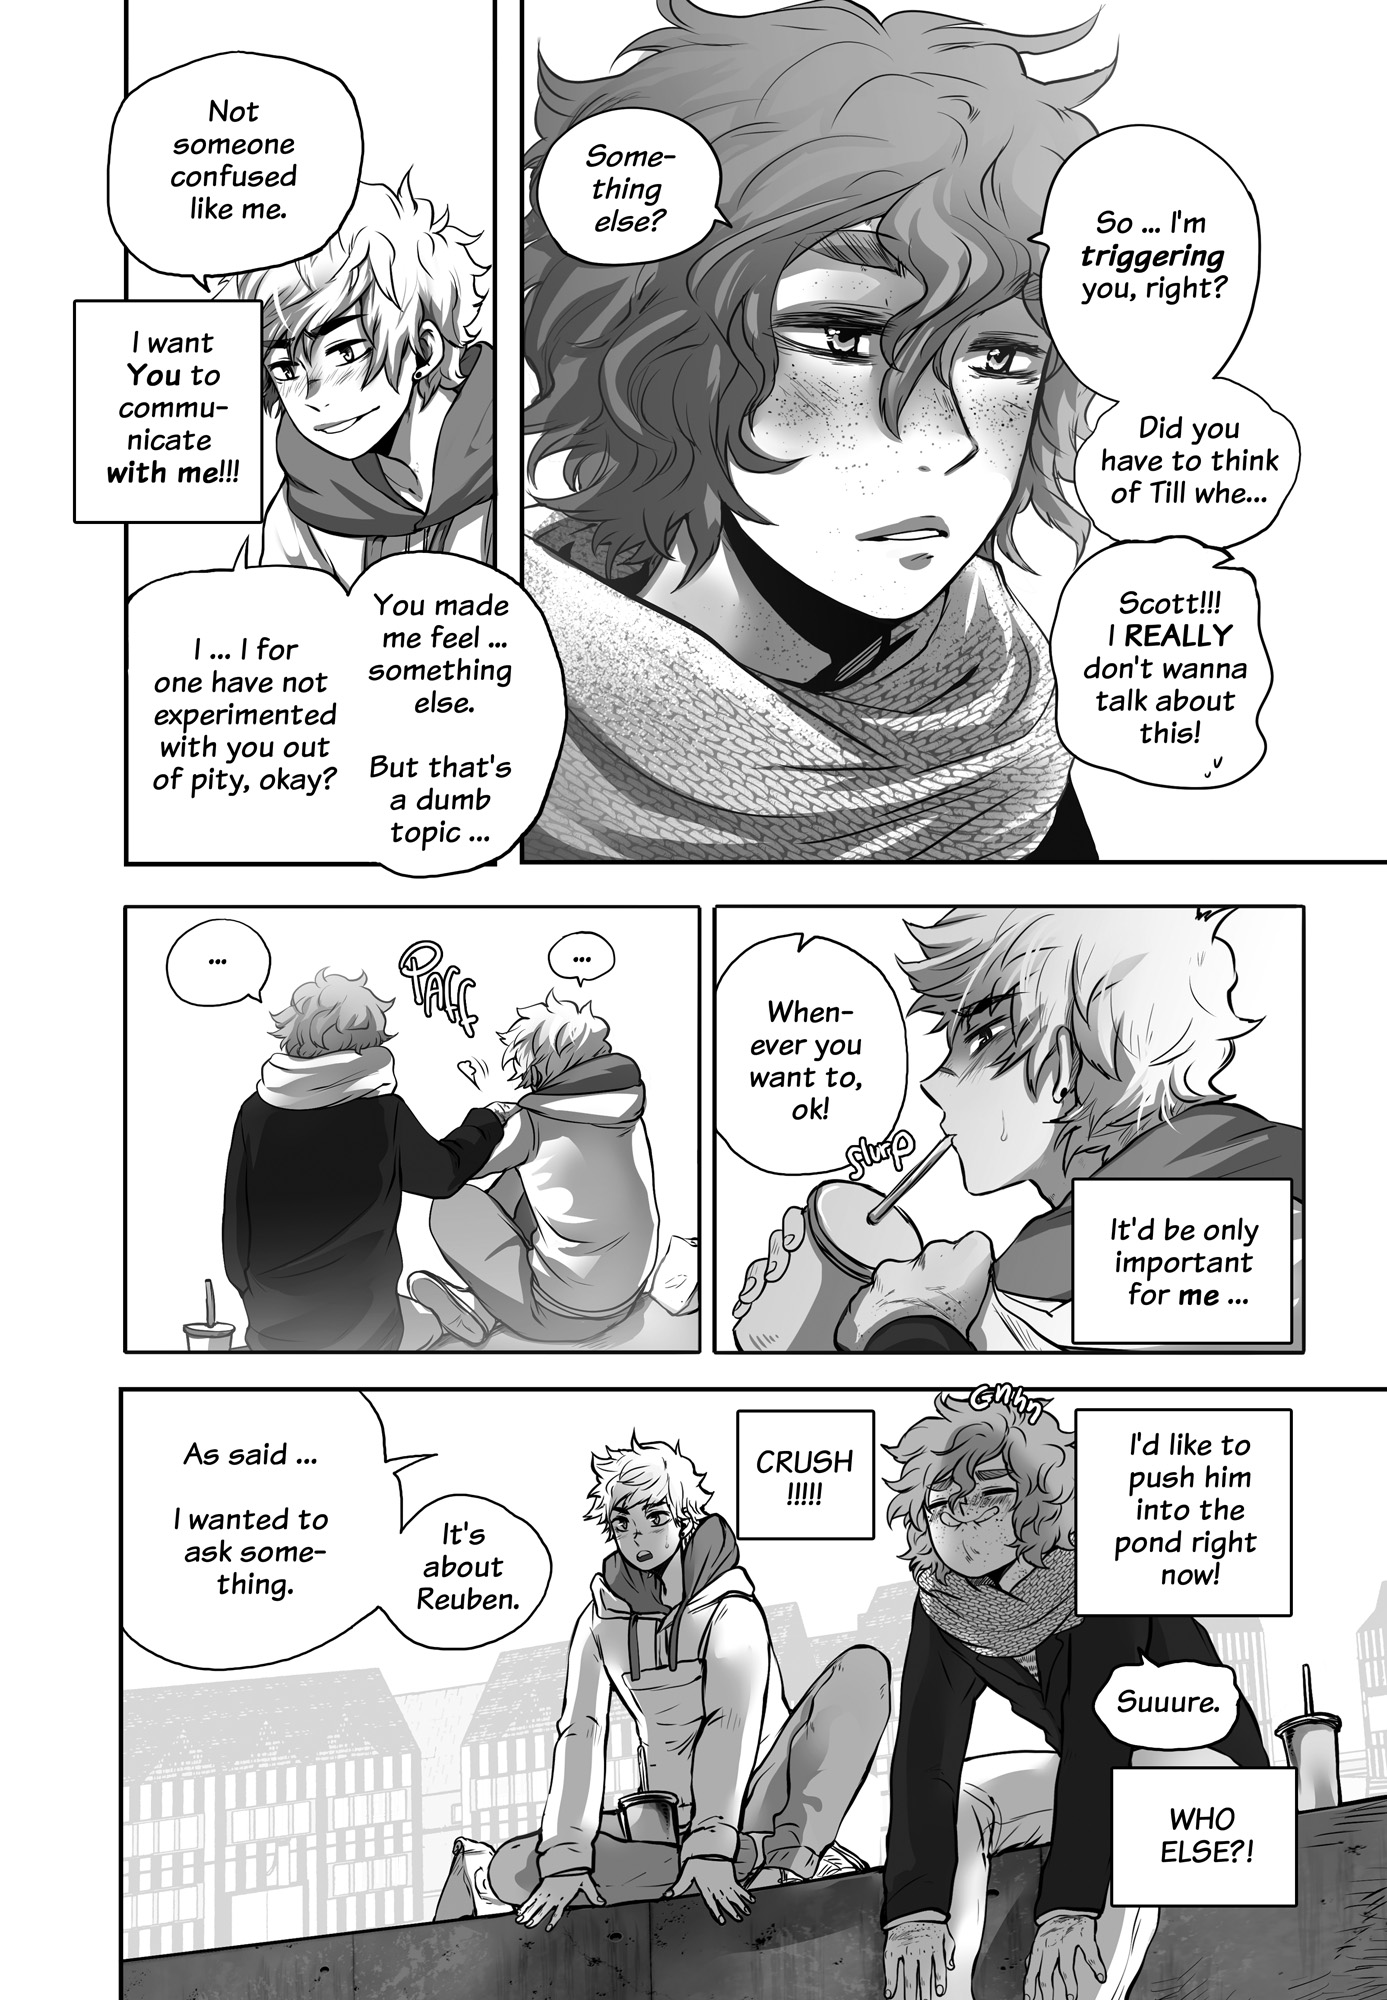 Not
someone
confused
like me.
I want
You to
commu-
nicate
with me!!!
I ... I for
one have not
experimented
with you out
of pity, okay?
You made
me feel ...
something
else.
But that's
a dumb
topic ...
Some-
thing
else?
So ... I'm
triggering
you, right?
Did you
have to think
of Till whe...
Scott!!!
I REALLY
don't wanna
talk about
this!
...
PAFF
...
When-
ever you
want to,
ok!
slurp
It'd be only
important
for me ...
As said ...
I wanted to
ask some-
thing.
It's
about
Reuben.
CRUSH
!!!!!
Gnhn
I'd like to
push him
into the
pond right
now!
Suuure.
WHO
ELSE?!